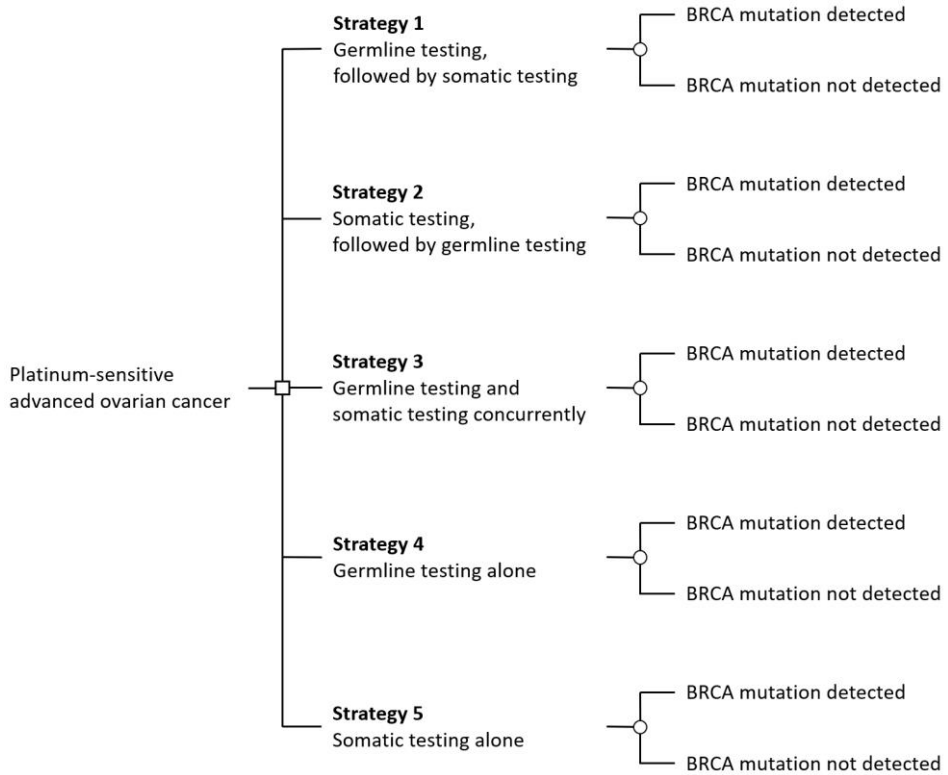 Strategy 1
Germline testing,
followed by somatic testing
BRCA mutation detected
BRCA mutation not detected
Strategy 2
Somatic testing,
followed by germline testing
BRCA mutation detected
BRCA mutation not detected
Platinum-sensitive
advanced ovarian cancer
Strategy 3
Germline testing and
somatic testing concurrently
BRCA mutation detected
BRCA mutation not detected
Strategy 4
Germline testing alone
BRCA mutation detected
BRCA mutation not detected
Strategy 5
Somatic testing alone
BRCA mutation detected
BRCA mutation not detected